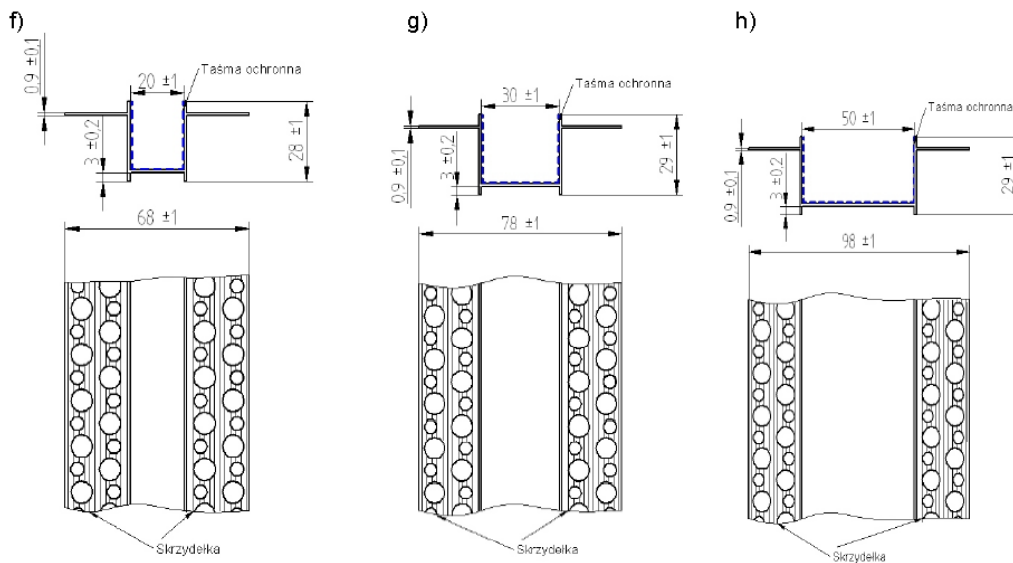 f)
g)
h)
0,9 ±0,1
20 ±1
Taśma ochronna
3 ±0,2
28 ±1
68 ±1
Skrzydełka
30 ±1
Taśma ochronna
0,9 ±0,1
3 ±0,2
29 ±1
78 ±1
Skrzydełka
50 ±1
Taśma ochronna
0,9 ±0,1
3 ±0,2
29 ±1
98 ±1
Skrzydełka